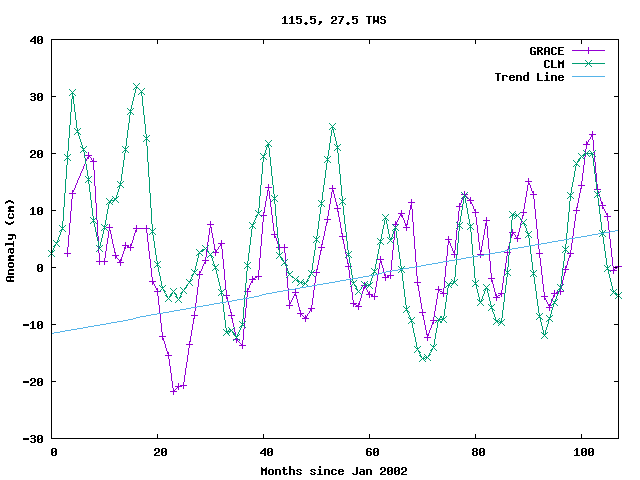 115.5, 27.5 TWS
GRACE
CLM
Trend Line
40
30
20
10
0
-10
-20
-30
Anomaly (cm)
0 20 40 60 80 100
Months since Jan 2002